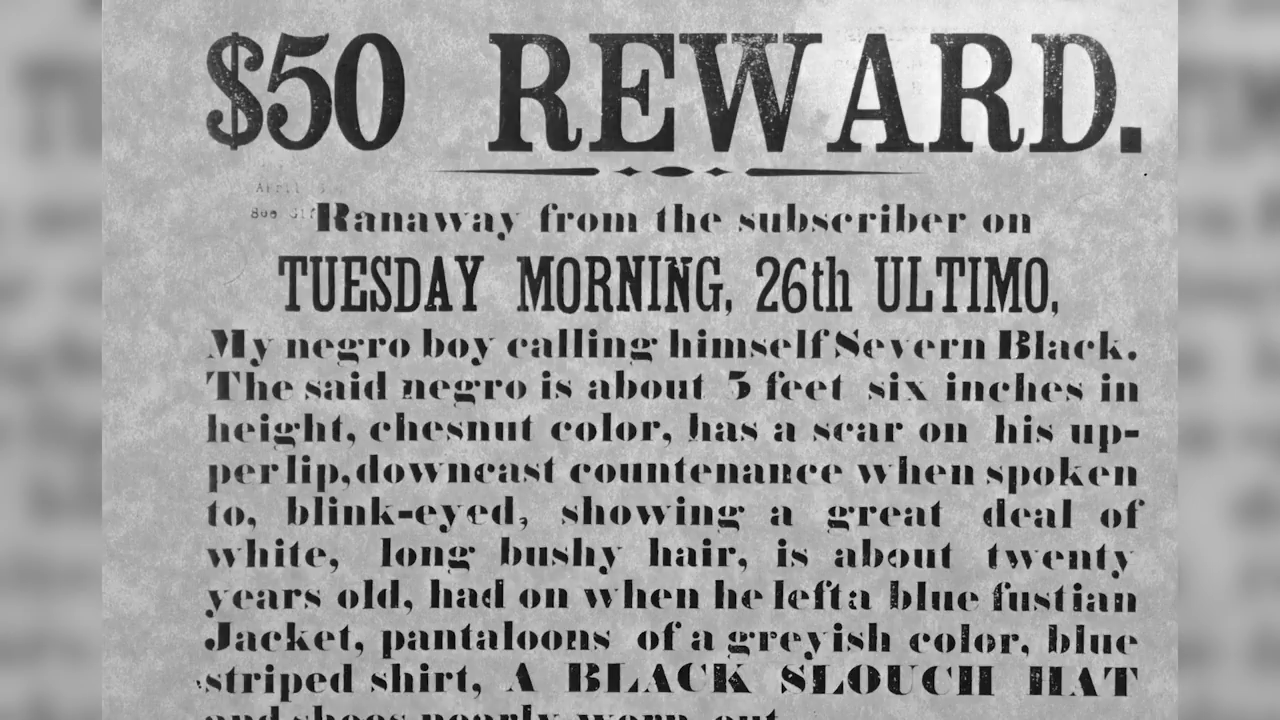 $50 REWARD.
April
Ranaway from the subscriber on
TUESDAY MORNING, 26th ULTIMO,
My negro boy calling himself Severn Black.
The said negro is about 5 feet six inches in
height, chesnut color, has a scar on his up-
per lip, downcast countenance when spoken
to, blink-eyed, showing a great deal of
white, long bushy hair, is about twenty
years old, had on when he left a blue fustian
Jacket, pantaloons of a greyish color, blue
striped shirt, A BLACK SLOUCH HAT
and shoes nearly worn out.